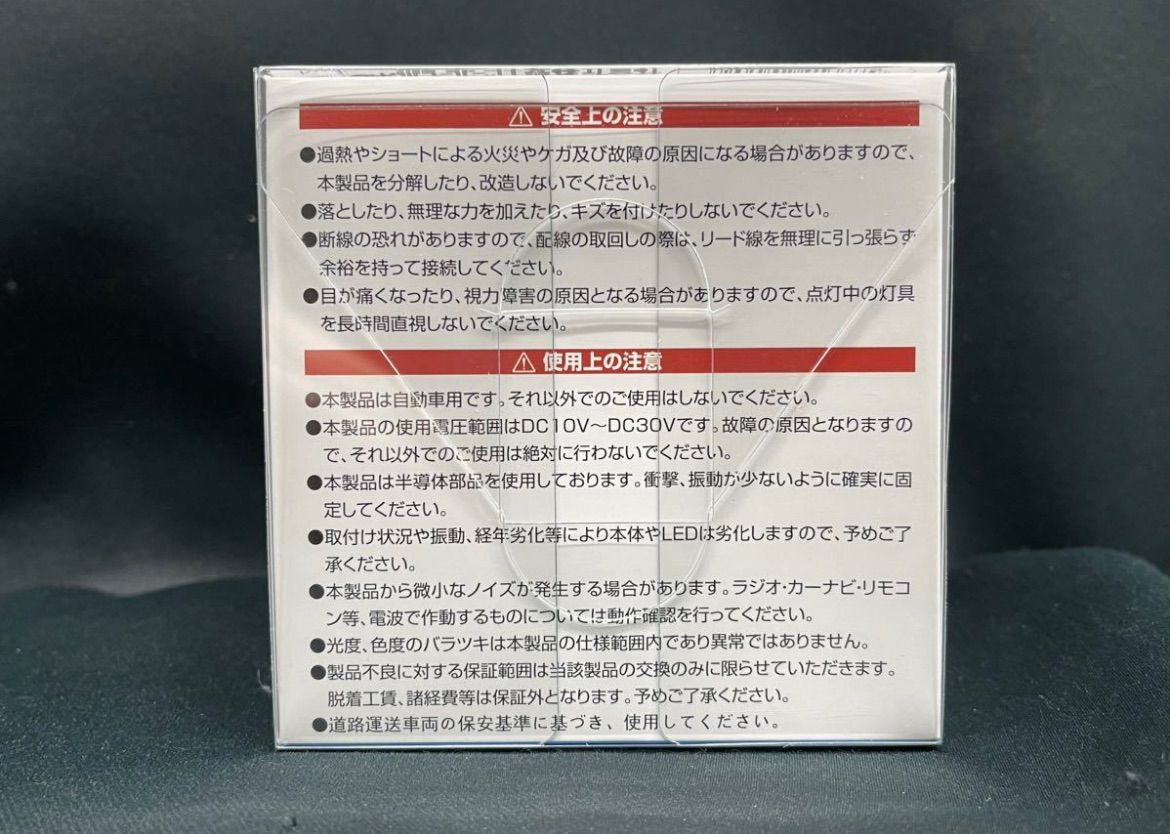 ⚠ 安全上の注意
●過熱やショートによる火災やケガ及び故障の原因になる場合がありますので、
本製品を分解したり、改造しないでください。
●落としたり、無理な力を加えたり、キズを付けたりしないでください。
●断線の恐れがありますので、配線の取回しの際は、リード線を無理に引っ張らず
余裕を持って接続してください。
●目が痛くなったり、視力障害の原因となる場合がありますので、点灯中の灯具
を長時間直視しないでください。
⚠ 使用上の注意
●本製品は自動車用です。それ以外でのご使用はしないでください。
●本製品の使用電圧範囲はDC10V〜DC30Vです。故障の原因となりますの
で、それ以外でのご使用は絶対に行わないでください。
●本製品は半導体部品を使用しております。衝撃、振動が少ないように確実に固
定してください。
●取付け状況や振動、経年劣化等により本体やLEDは劣化しますので、予めご了
承ください。
●本製品から微小なノイズが発生する場合があります。ラジオ・カーナビ・リモコ
ン等、電波で作動するものについては動作確認を行ってください。
●光度、色度のバラツキは本製品の仕様範囲内であり異常ではありません。
●製品不良に対する保証範囲は当該製品の交換のみに限らせていただきます。
脱着工賃、諸経費等は保証外となります。予めご了承ください。
●道路運送車両の保安基準に基づき、使用してください。